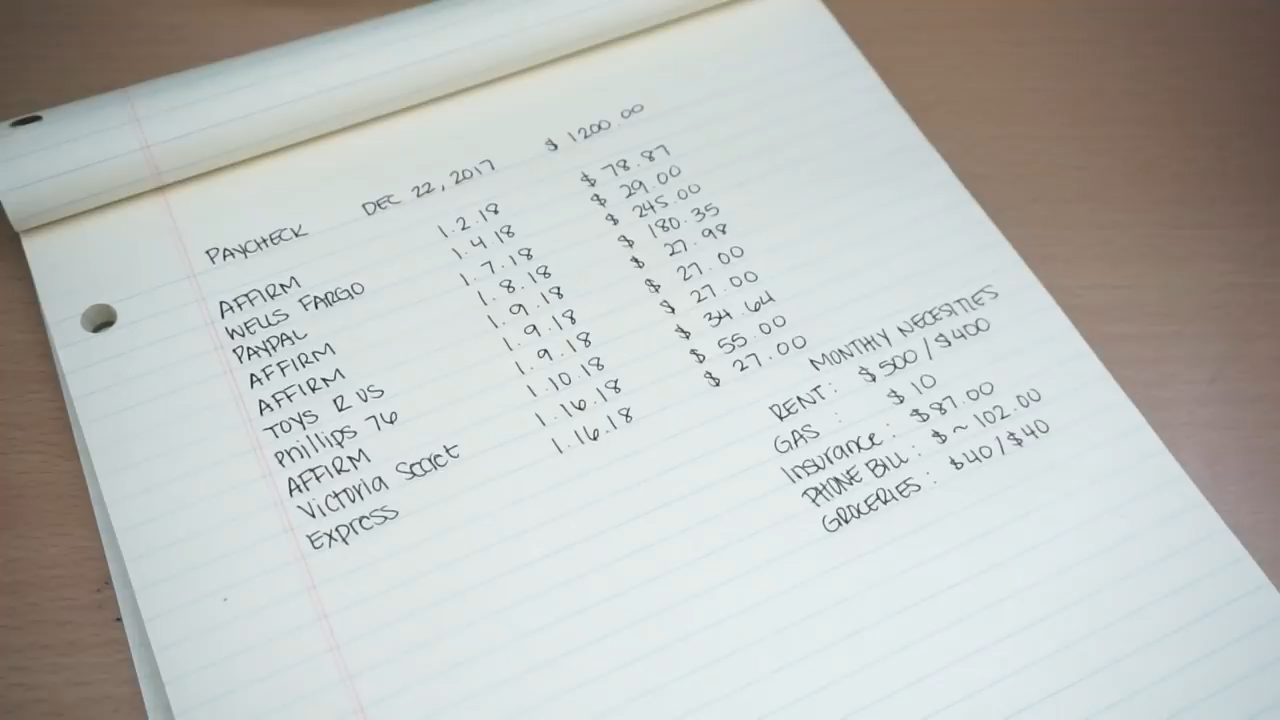 PAYCHECK DEC 22, 2017 $ 1200.00
AFFIRM 1.2.18 $ 78.87
WELLS FARGO 1.4.18 $ 29.00
PAYPAL 1.7.18 $ 245.00
AFFIRM 1.8.18 $ 180.35
AFFIRM 1.9.18 $ 27.98
TOYS R US 1.9.18 $ 27.00
Phillips 76 1.9.18 $ 27.00
AFFIRM 1.10.18 $ 34.64
Victoria Secret 1.16.18 $ 55.00
Express 1.16.18 $ 27.00
MONTHLY NECESITIES
RENT: $500/$400
GAS : $10
Insurance: $87.00
PHONE BILL: $~102.00
GROCERIES: $40/$40